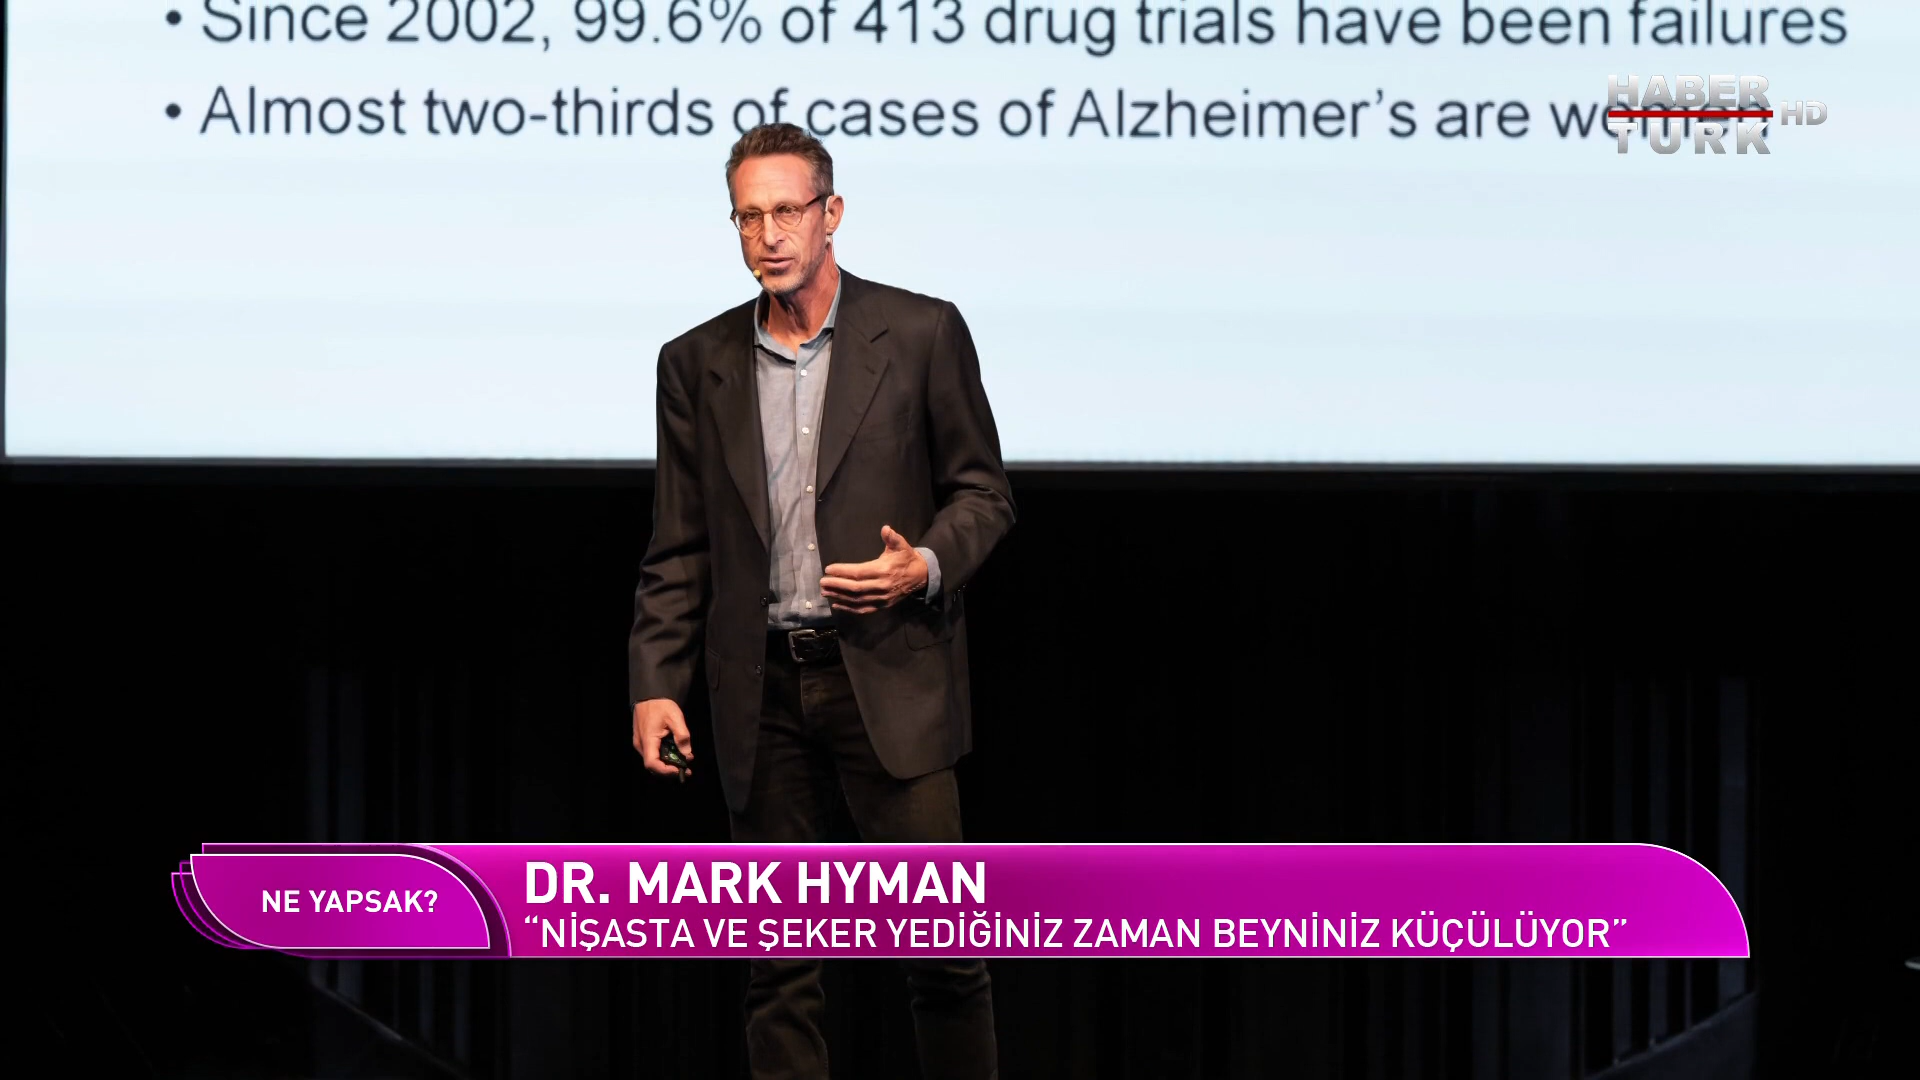 • Since 2002, 99.6% of 413 drug trials have been failures
• Almost two-thirds of cases of Alzheimer's are women
HABER
TÜRK HD
NE YAPSAK?
DR. MARK HYMAN
“NİŞASTA VE ŞEKER YEDİĞİNİZ ZAMAN BEYNİNİZ KÜÇÜLÜYOR”